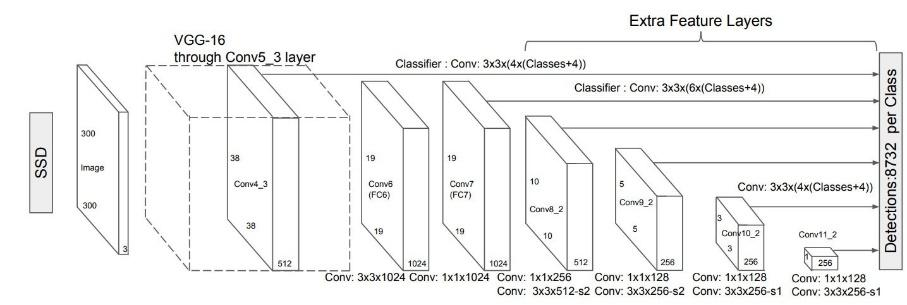 Extra Feature Layers
VGG-16
through Conv5_3 layer
Classifier : Conv: 3x3x(4x(Classes+4))
Classifier : Conv: 3x3x(6x(Classes+4))
SSD
300
Image
300
3
38
Conv4_3
38
512
19
Conv6
(FC6)
19
1024
19
Conv7
(FC7)
19
1024
10
Conv8_2
10
512
5
Conv9_2
5
256
Conv: 3x3x(4x(Classes+4))
3
Conv10_2
3
256
Conv11_2
1
256
Detections:8732 per Class
Conv: 3x3x1024
Conv: 1x1x1024
Conv: 1x1x256
Conv: 3x3x512-s2
Conv: 1x1x128
Conv: 3x3x256-s2
Conv: 1x1x128
Conv: 3x3x256-s1
Conv: 1x1x128
Conv: 3x3x256-s1